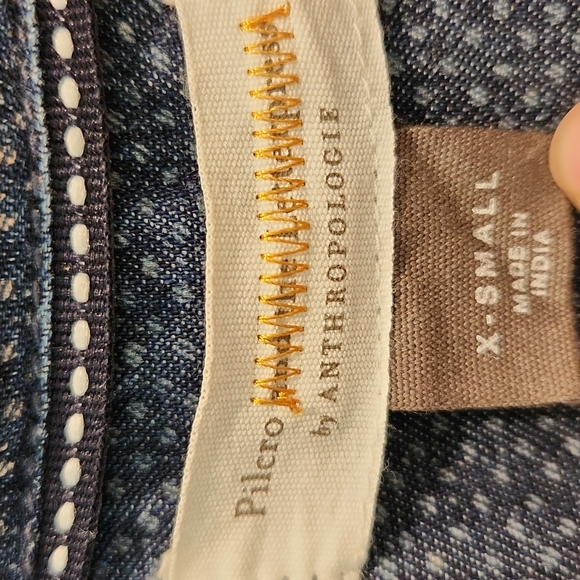 Pilcro
by ANTHROPOLOGIE
X-SMALL
MADE IN
INDIA